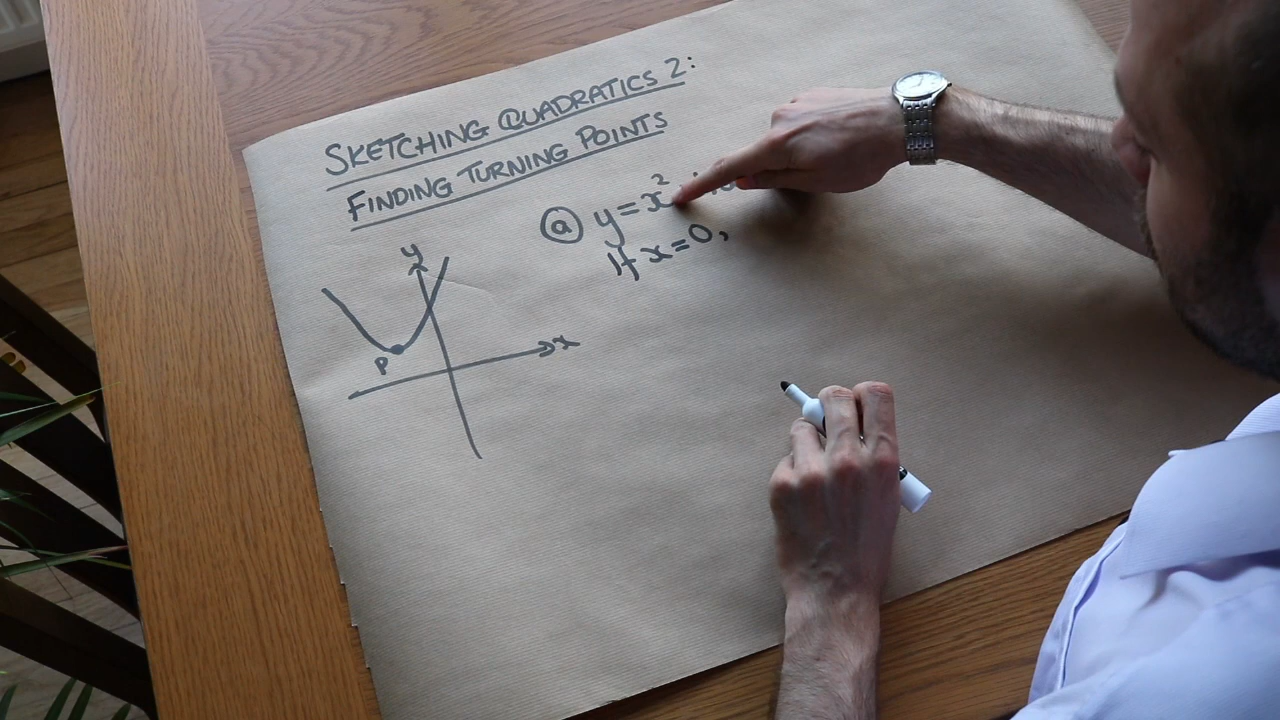 SKETCHING QUADRATICS 2:
FINDING TURNING POINTS
a y=x²
If x=0,
y
x
P